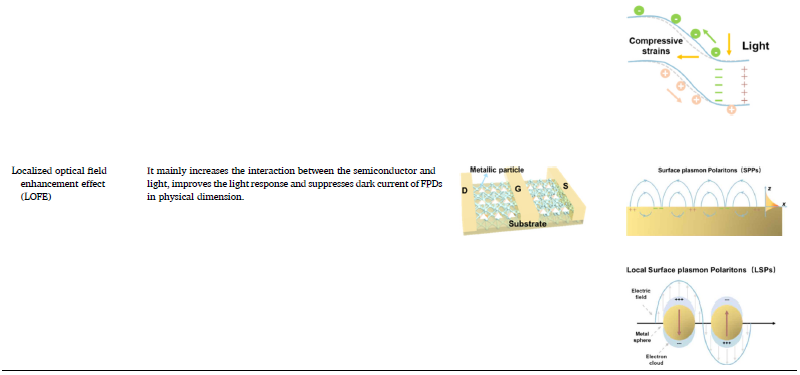 Compressive
strains
Light
Localized optical field
enhancement effect
(LOFE)
It mainly increases the interaction between the semiconductor and
light, improves the light response and suppresses dark current of FPDs
in physical dimension.
Metallic particle
D
G
S
Substrate
Surface plasmon Polaritons (SPPs)
z
x
Local Surface plasmon Polaritons (LSPs)
Electric
field
Metal
sphere
Electron
cloud